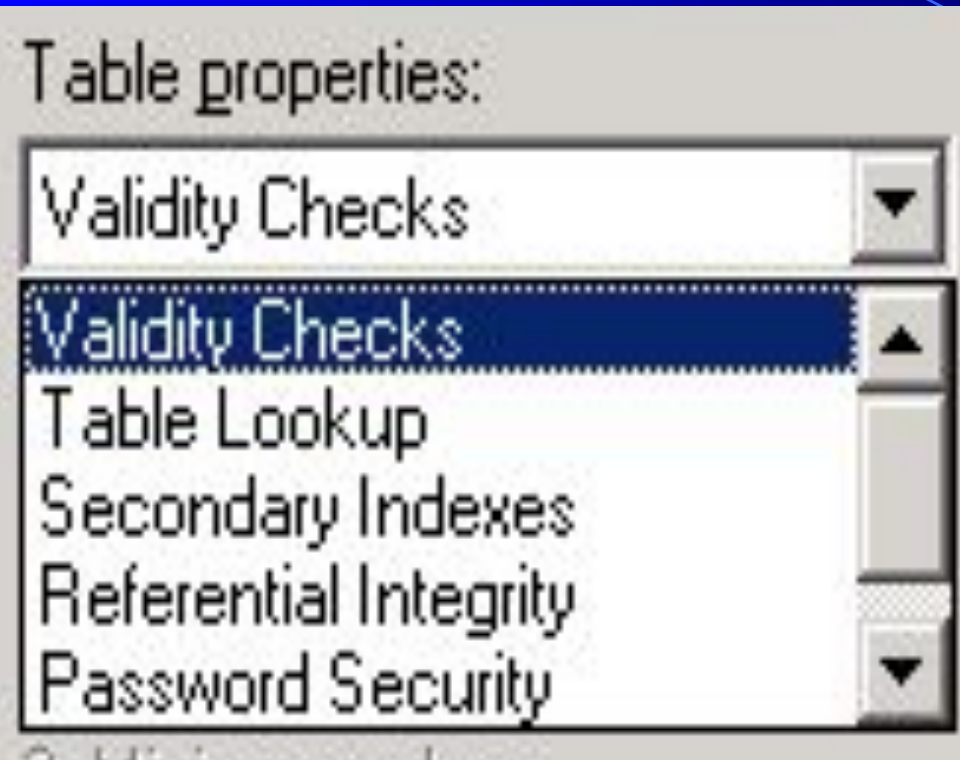 Table properties:
Validity Checks
Validity Checks
Table Lookup
Secondary Indexes
Referential Integrity
Password Security